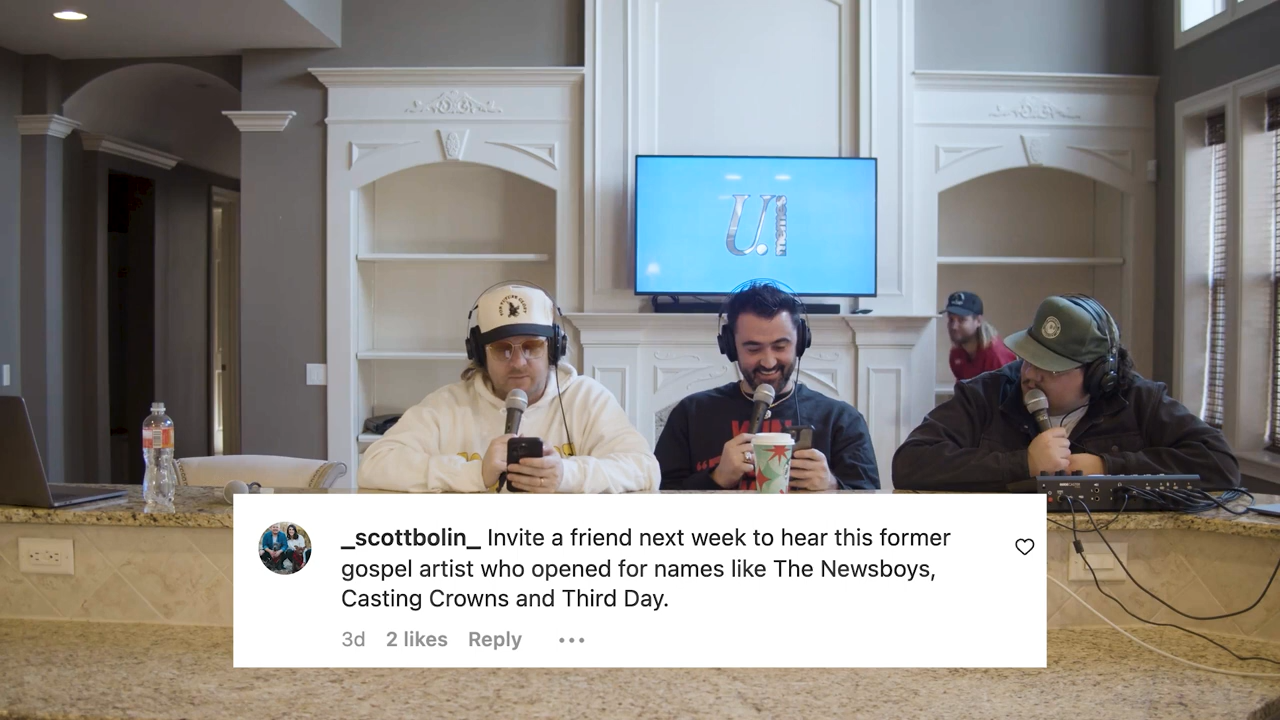 U.
_scottbolin_ Invite a friend next week to hear this former
gospel artist who opened for names like The Newsboys,
Casting Crowns and Third Day.
3d 2 likes Reply ...